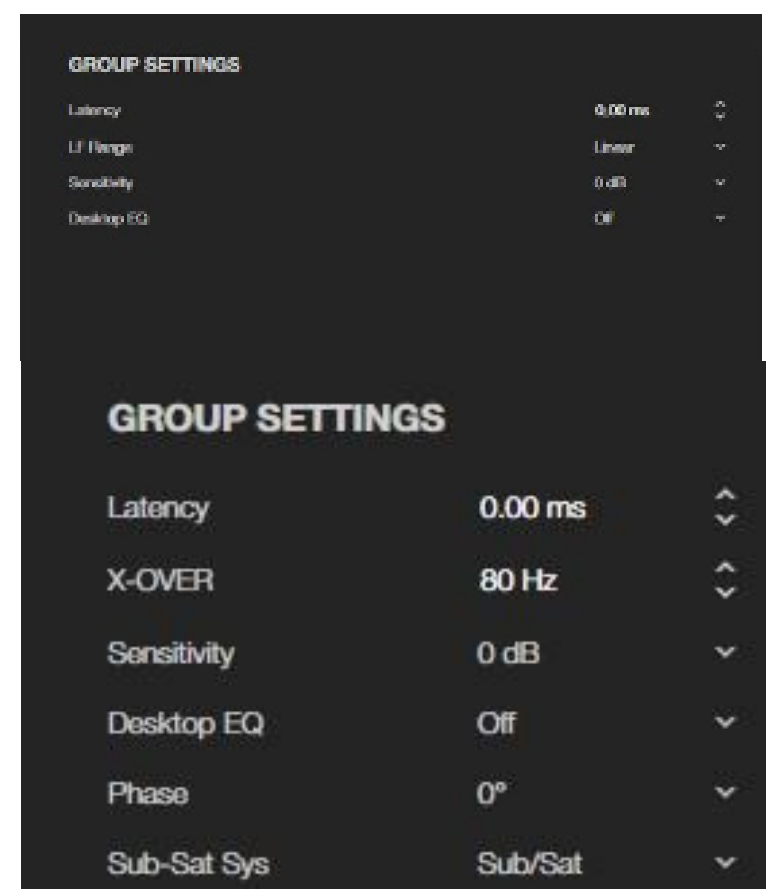 GROUP SETTINGS
Latency 0.00 ms
LF Range Linear
Sensitivity 0 dB
Desktop EQ Off
GROUP SETTINGS
Latency 0.00 ms
X-OVER 80 Hz
Sensitivity 0 dB
Desktop EQ Off
Phase 0°
Sub-Sat Sys Sub/Sat